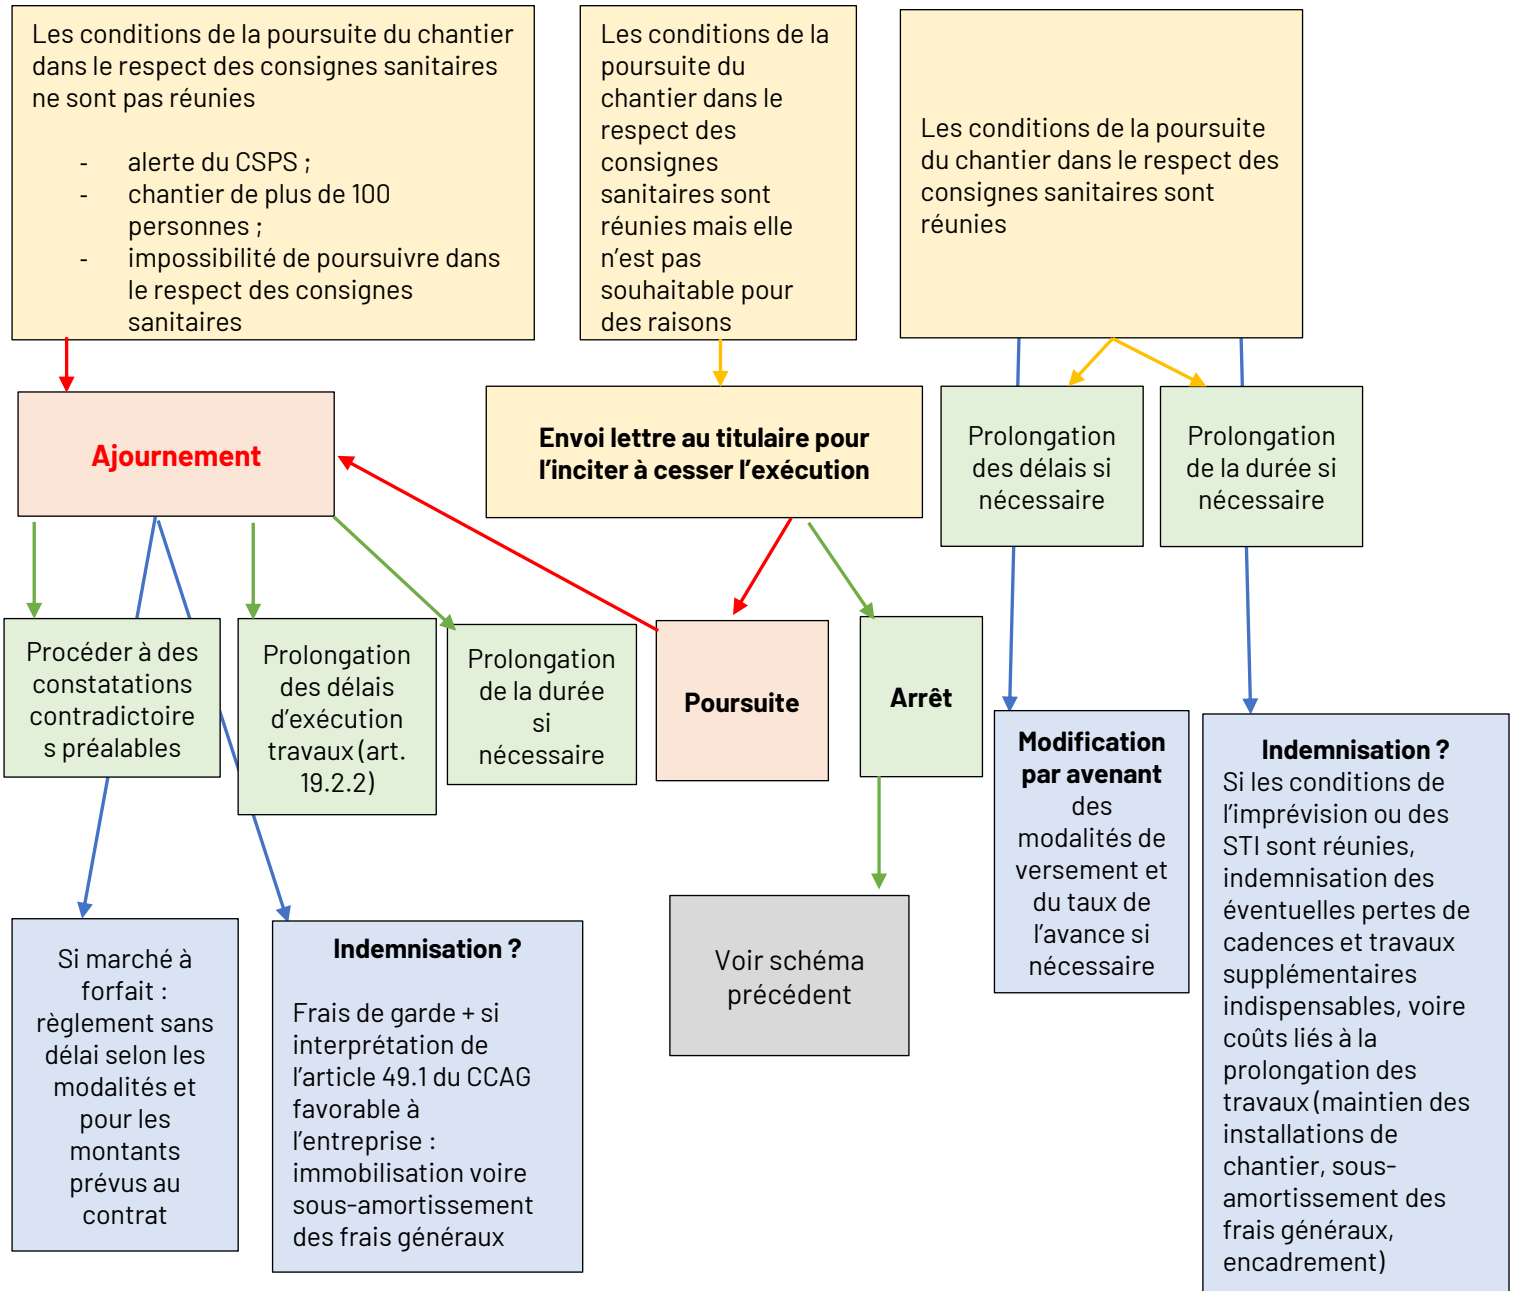 Les conditions de la poursuite du chantier
dans le respect des consignes sanitaires
ne sont pas réunies
- alerte du CSPS ;
- chantier de plus de 100
personnes ;
- impossibilité de poursuivre dans
le respect des consignes
sanitaires
Les conditions de la
poursuite du
chantier dans le
respect des
consignes
sanitaires sont
réunies mais elle
n'est pas
souhaitable pour
des raisons
Les conditions de la poursuite
du chantier dans le respect des
consignes sanitaires sont
réunies
Ajournement
Envoi lettre au titulaire pour
l'inciter à cesser l'exécution
Prolongation
des délais si
nécessaire
Prolongation
de la durée si
nécessaire
Procéder à des
constatations
contradictoire
s préalables
Prolongation
des délais
d'exécution
travaux (art.
19.2.2)
Prolongation
de la durée
si
nécessaire
Poursuite
Arrêt
Modification
par avenant
des
modalités de
versement et
du taux de
l'avance si
nécessaire
Indemnisation ?
Si les conditions de
l'imprévision ou des
STI sont réunies,
indemnisation des
éventuelles pertes de
cadences et travaux
supplémentaires
indispensables, voire
coûts liés à la
prolongation des
travaux (maintien des
installations de
chantier, sous-
amortissement des
frais généraux,
encadrement)
Si marché à
forfait :
règlement sans
délai selon les
modalités et
pour les
montants
prévus au
contrat
Indemnisation ?
Frais de garde + si
interprétation de
l'article 49.1 du CCAG
favorable à
l'entreprise :
immobilisation voire
sous-amortissement
des frais généraux
Voir schéma
précédent